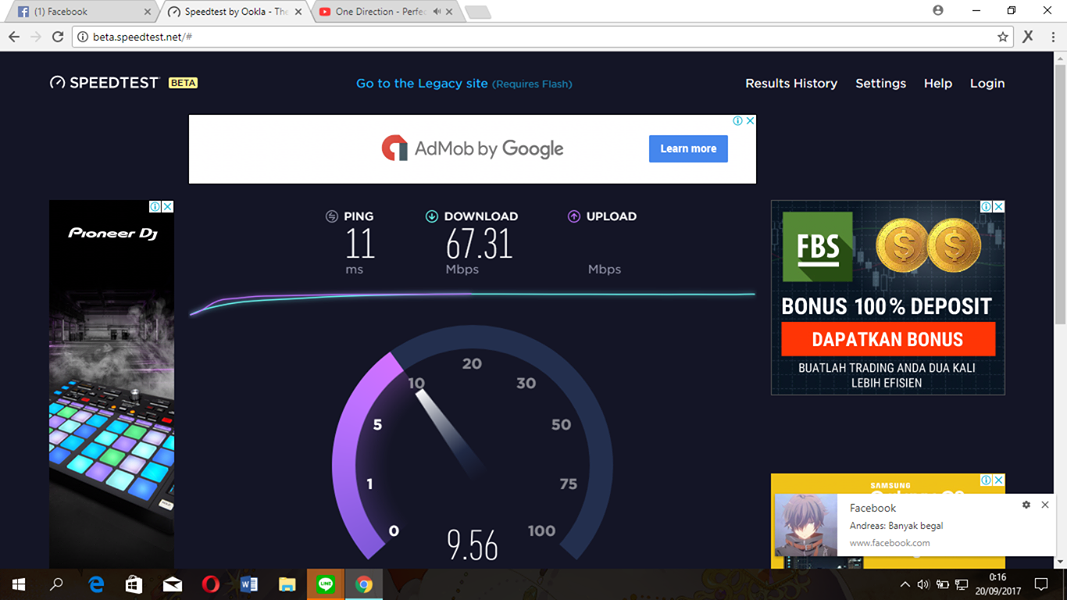 (1) Facebook
Speedtest by Ookla - The
One Direction - Perfec
beta.speedtest.net/#
SPEEDTEST BETA
Go to the Legacy site (Requires Flash)
Results History Settings Help Login
AdMob by Google
Learn more
Pioneer Dj
PING
11
ms
DOWNLOAD
67.31
Mbps
UPLOAD
Mbps
0
1
5
10
20
30
50
75
100
9.56
FBS
BONUS 100% DEPOSIT
DAPATKAN BONUS
BUATLAH TRADING ANDA DUA KALI
LEBIH EFISIEN
SAMSUNG
Facebook
Andreas: Banyak begal
www.facebook.com
0:16
20/09/2017
LINE